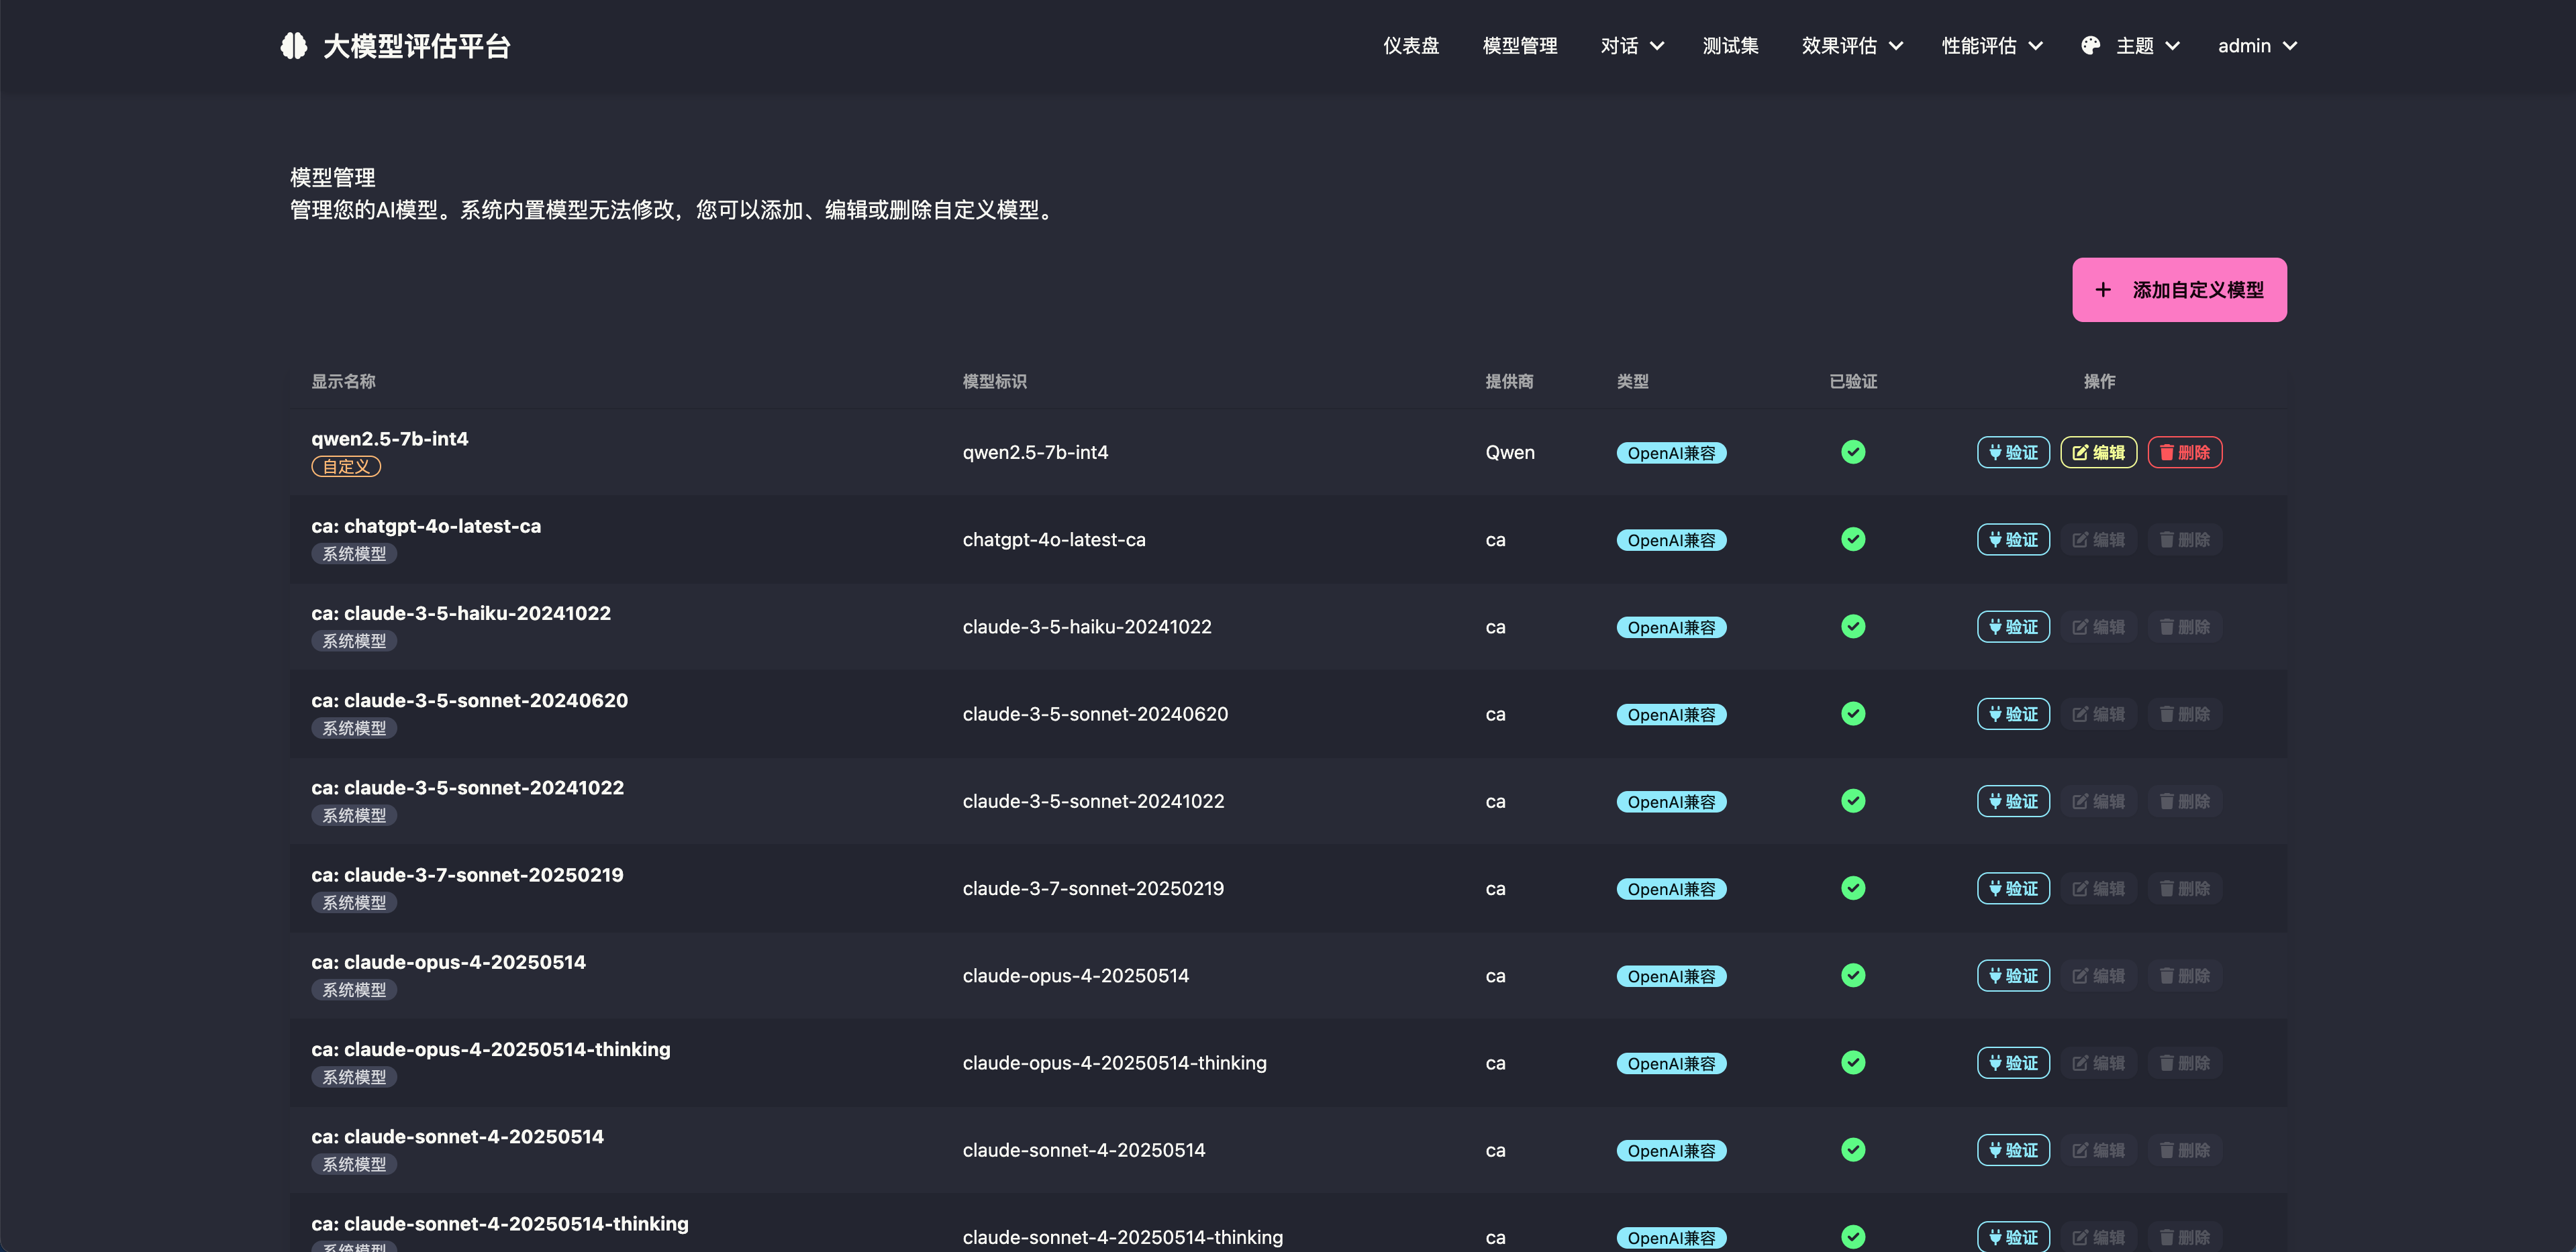 大模型评估平台
仪表盘 模型管理 对话 测试集 效果评估 性能评估 主题 admin
模型管理
管理您的AI模型。系统内置模型无法修改，您可以添加、编辑或删除自定义模型。
+ 添加自定义模型
显示名称 模型标识 提供商 类型 已验证 操作
qwen2.5-7b-int4
自定义
qwen2.5-7b-int4 Qwen OpenAI兼容 验证 编辑 删除
ca: chatgpt-4o-latest-ca
系统模型
chatgpt-4o-latest-ca ca OpenAI兼容 验证 编辑 删除
ca: claude-3-5-haiku-20241022
系统模型
claude-3-5-haiku-20241022 ca OpenAI兼容 验证 编辑 删除
ca: claude-3-5-sonnet-20240620
系统模型
claude-3-5-sonnet-20240620 ca OpenAI兼容 验证 编辑 删除
ca: claude-3-5-sonnet-20241022
系统模型
claude-3-5-sonnet-20241022 ca OpenAI兼容 验证 编辑 删除
ca: claude-3-7-sonnet-20250219
系统模型
claude-3-7-sonnet-20250219 ca OpenAI兼容 验证 编辑 删除
ca: claude-opus-4-20250514
系统模型
claude-opus-4-20250514 ca OpenAI兼容 验证 编辑 删除
ca: claude-opus-4-20250514-thinking
系统模型
claude-opus-4-20250514-thinking ca OpenAI兼容 验证 编辑 删除
ca: claude-sonnet-4-20250514
系统模型
claude-sonnet-4-20250514 ca OpenAI兼容 验证 编辑 删除
ca: claude-sonnet-4-20250514-thinking
系统模型
claude-sonnet-4-20250514-thinking ca OpenAI兼容 验证 编辑 删除